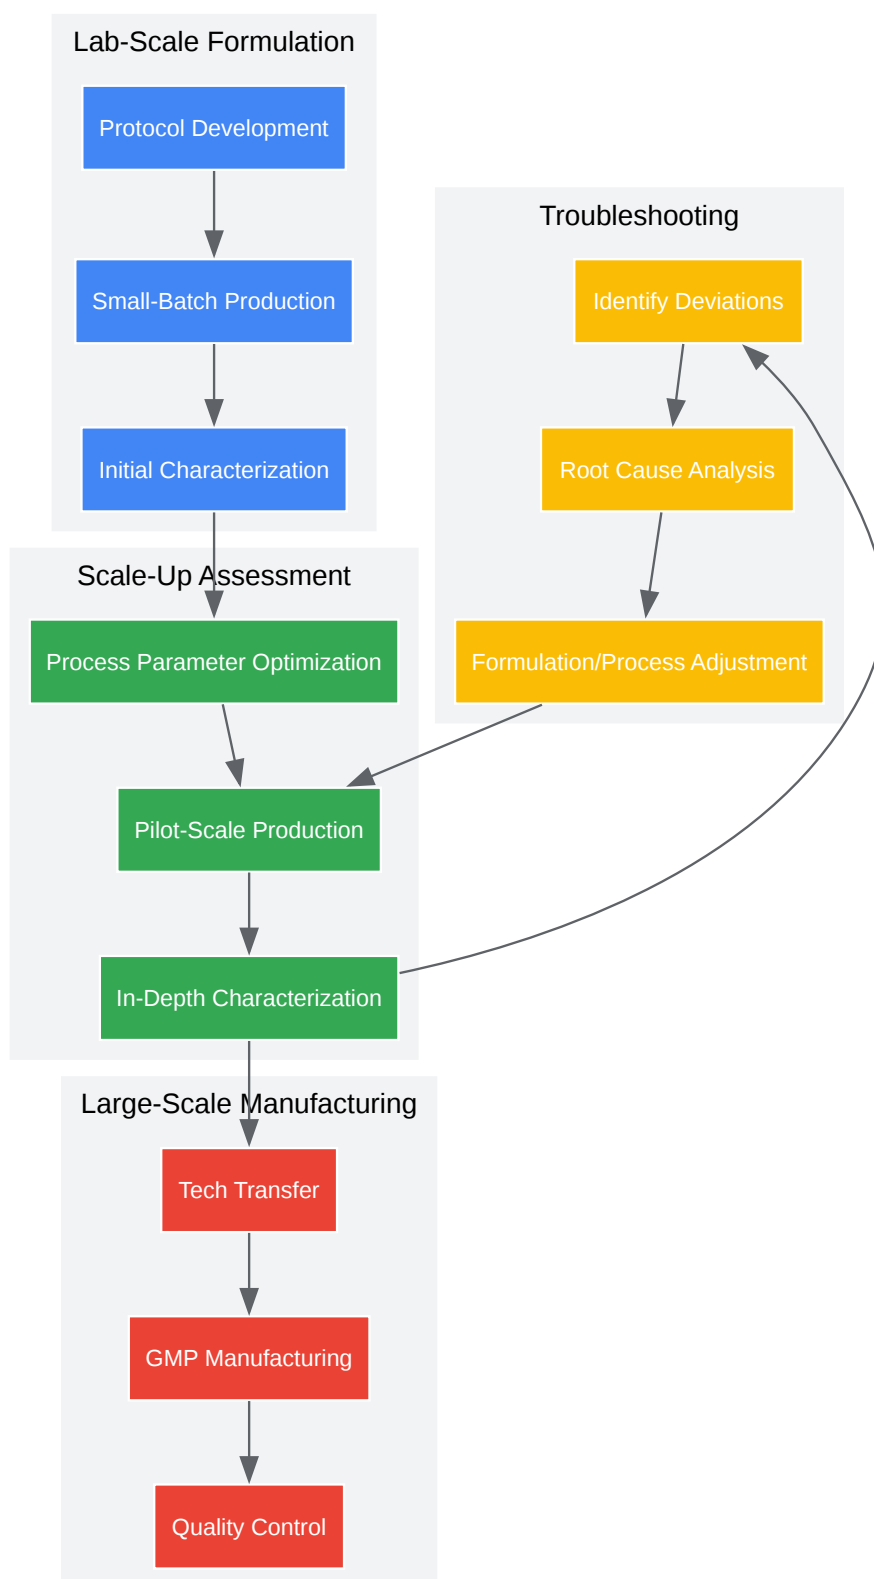 Lab-Scale Formulation
Protocol Development
Small-Batch Production
Initial Characterization
Troubleshooting
Identify Deviations
Root Cause Analysis
Formulation/Process Adjustment
Scale-Up Assessment
Process Parameter Optimization
Pilot-Scale Production
In-Depth Characterization
Large-Scale Manufacturing
Tech Transfer
GMP Manufacturing
Quality Control